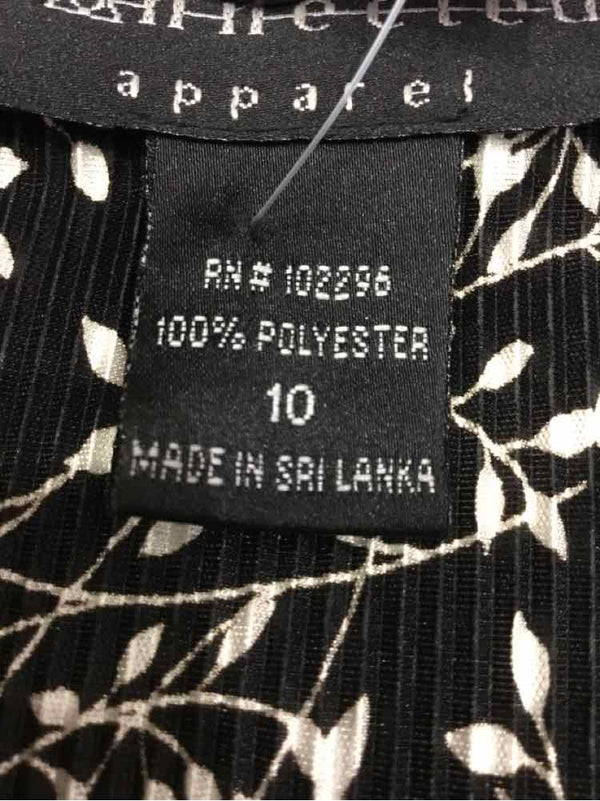 apparel
RN# 102296
100% POLYESTER
10
MADE IN SRI LANKA